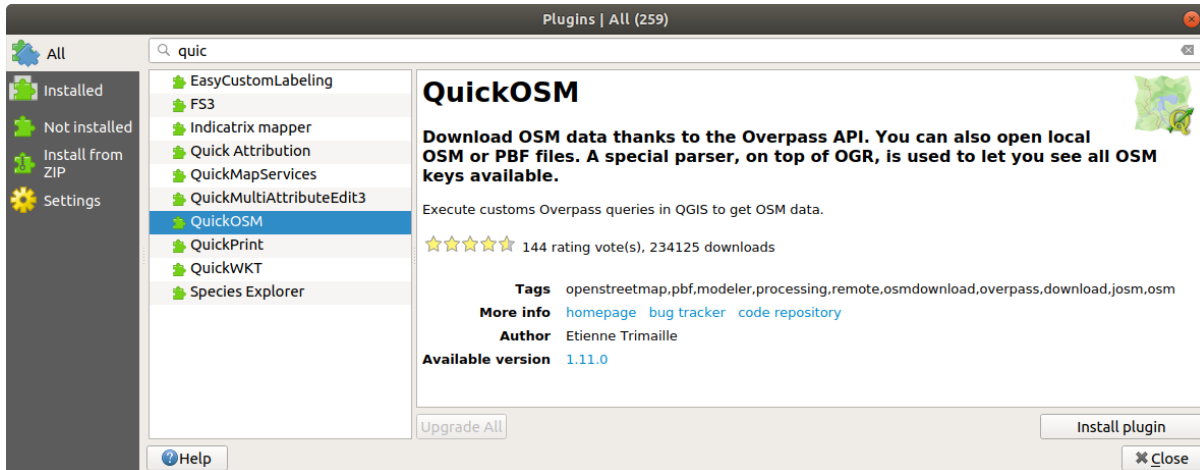 Plugins | All (259)
All
Installed
Not installed
Install from
ZIP
Settings
quic
EasyCustomLabeling
FS3
Indicatrix mapper
Quick Attribution
QuickMapServices
QuickMultiAttributeEdit3
QuickOSM
QuickPrint
QuickWKT
Species Explorer
QuickOSM
Download OSM data thanks to the Overpass API. You can also open local
OSM or PBF files. A special parser, on top of OGR, is used to let you see all OSM
keys available.
Execute customs Overpass queries in QGIS to get OSM data.
144 rating vote(s), 234125 downloads
Tags openstreetmap,pbf,modeler,processing,remote,osmdownload,overpass,download,josm,osm
More info homepage bug tracker code repository
Author Etienne Trimaille
Available version 1.11.0
Upgrade All
Install plugin
Help
Close